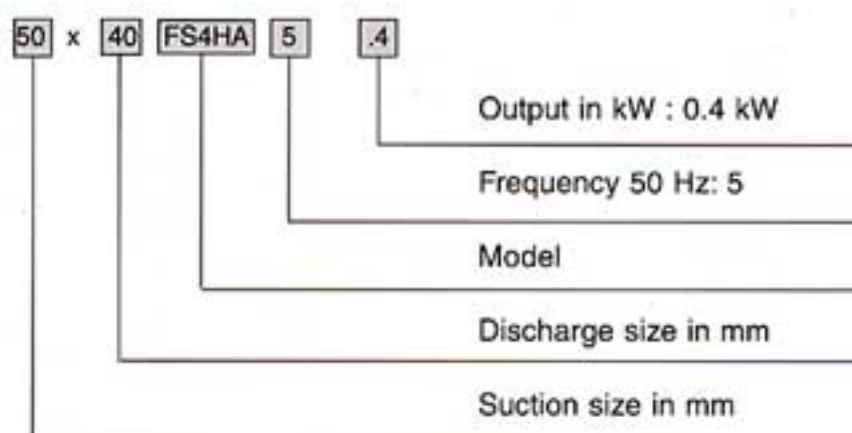 50 x 40 FS4HA 5 .4
Output in kW : 0.4 kW
Frequency 50 Hz: 5
Model
Discharge size in mm
Suction size in mm